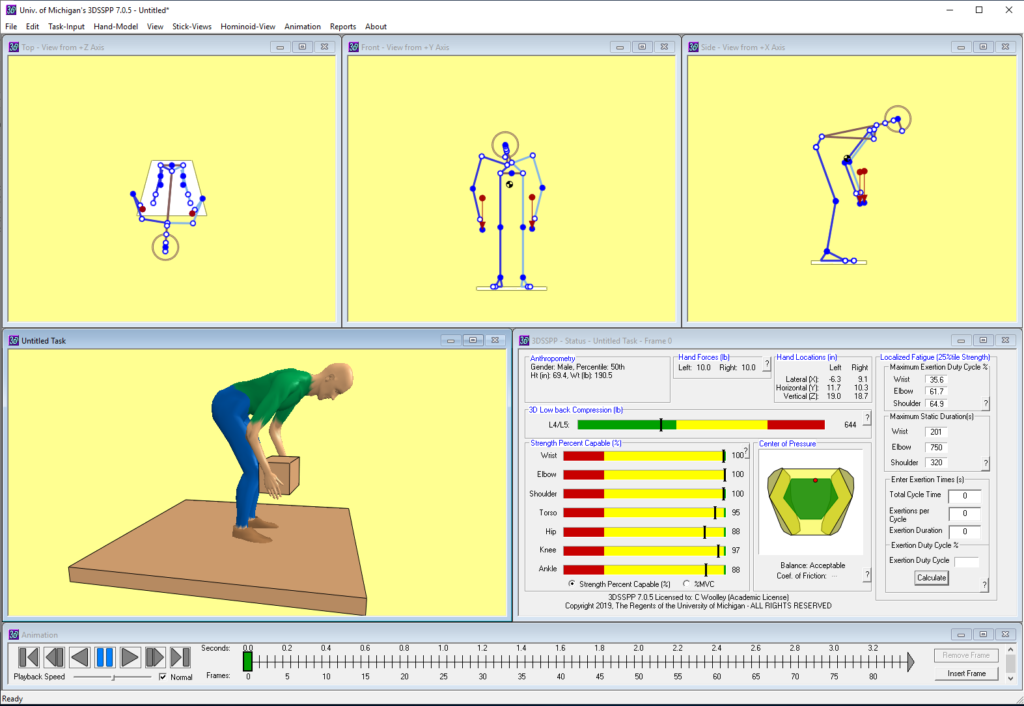 Univ. of Michigan's 3DSSPP 7.0.5 - Untitled*
File Edit Task-Input Hand-Model View Stick-Views Hominoid-View Animation Reports About
Top - View from +Z Axis
Front - View from +Y Axis
Side - View from +X Axis
Untitled Task
3DSSPP - Status - Untitled Task - Frame 0
Anthropometry
Gender: Male, Percentile: 50th
Ht (in): 69.4, Wt (lb): 190.5
Hand Forces (lb)
Left: 10.0 Right: 10.0 ?
Hand Locations (in)
Left Right
Lateral (X): -6.3 9.1
Horizontal (Y): 11.7 10.3
Vertical (Z): 19.0 18.7
3D Low back Compression (lb)
L4/L5: 644 ?
Strength Percent Capable (%)
Wrist 100 ?
Elbow 100
Shoulder 100
Torso 95
Hip 88
Knee 97
Ankle 88
Strength Percent Capable (%) %MVC
Center of Pressure
Balance: Acceptable
Coef. of Friction: -- ?
Localized Fatigue (25%tile Strength)
Maximum Exertion Duty Cycle %
Wrist 35.6
Elbow 61.7
Shoulder 64.9 ?
Maximum Static Duration(s)
Wrist 201
Elbow 750
Shoulder 320 ?
Enter Exertion Times (s)
Total Cycle Time 0
Exertions per
Cycle 0
Exertion Duration 0
Exertion Duty Cycle %
Exertion Duty Cycle
Calculate ?
3DSSPP 7.0.5 Licensed to: C Woolley (Academic License)
Copyright 2019, The Regents of the University of Michigan - ALL RIGHTS RESERVED
Animation
Seconds: 0.0 0.2 0.4 0.6 0.8 1.0 1.2 1.4 1.6 1.8 2.0 2.2 2.4 2.6 2.8 3.0 3.2
Frames: 0 5 10 15 20 25 30 35 40 45 50 55 60 65 70 75 80
Playback Speed Normal
Remove Frame
Insert Frame
Ready